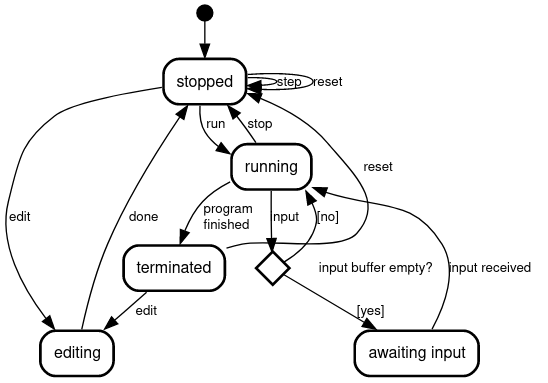 stopped
step
reset
run
stop
running
reset
edit
done
program
finished
input
[no]
terminated
input buffer empty?
input received
edit
[yes]
editing
awaiting input